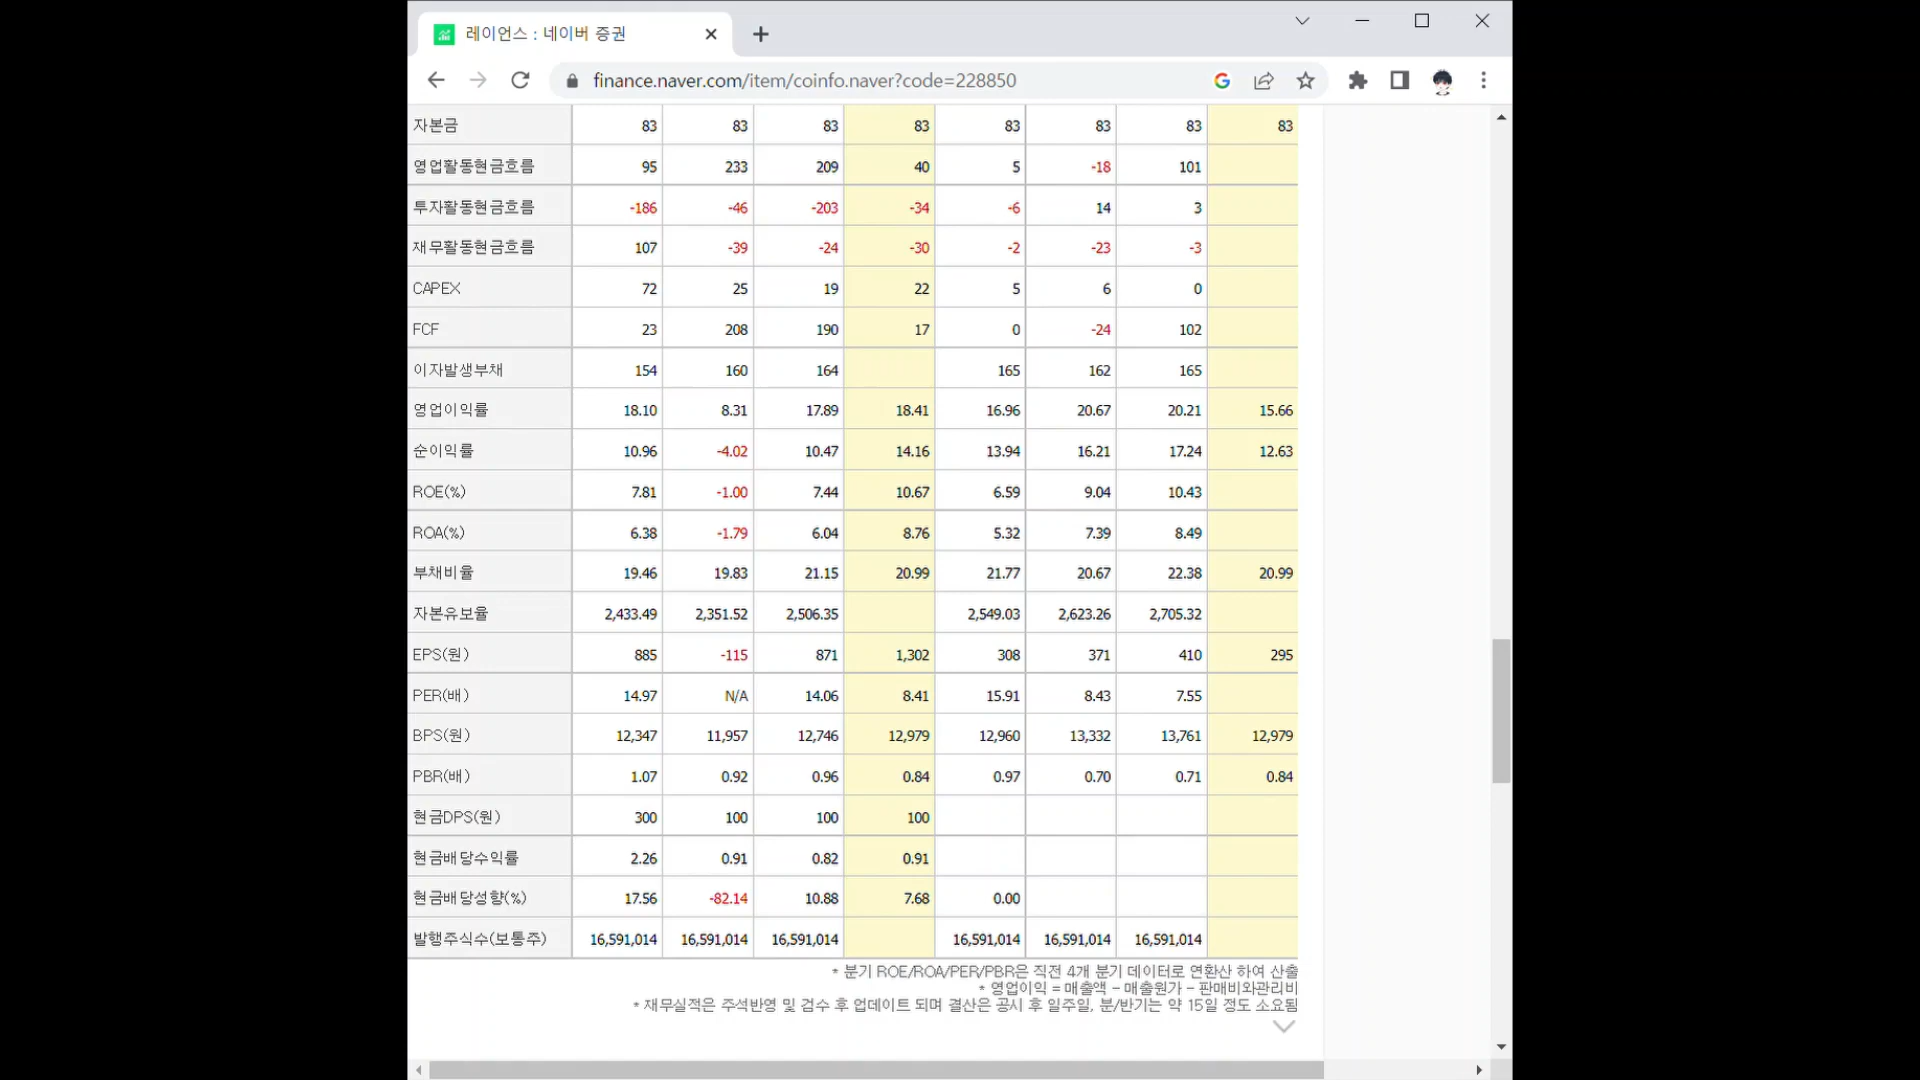 레이언스 : 네이버 증권
finance.naver.com/item/coinfo.naver?code=228850
자본금 83 83 83 83 83 83 83 83
영업활동현금흐름 95 233 209 40 5 -18 101
투자활동현금흐름 -186 -46 -203 -34 -6 14 3
재무활동현금흐름 107 -39 -24 -30 -2 -23 -3
CAPEX 72 25 19 22 5 6 0
FCF 23 208 190 17 0 -24 102
이자발생부채 154 160 164 165 162 165
영업이익률 18.10 8.31 17.89 18.41 16.96 20.67 20.21 15.66
순이익률 10.96 -4.02 10.47 14.16 13.94 16.21 17.24 12.63
ROE(%) 7.81 -1.00 7.44 10.67 6.59 9.04 10.43
ROA(%) 6.38 -1.79 6.04 8.76 5.32 7.39 8.49
부채비율 19.46 19.83 21.15 20.99 21.77 20.67 22.38 20.99
자본유보율 2,433.49 2,351.52 2,506.35 2,549.03 2,623.26 2,705.32
EPS(원) 885 -115 871 1,302 308 371 410 295
PER(배) 14.97 N/A 14.06 8.41 15.91 8.43 7.55
BPS(원) 12,347 11,957 12,746 12,979 12,960 13,332 13,761 12,979
PBR(배) 1.07 0.92 0.96 0.84 0.97 0.70 0.71 0.84
현금DPS(원) 300 100 100 100
현금배당수익률 2.26 0.91 0.82 0.91
현금배당성향(%) 17.56 -82.14 10.88 7.68 0.00
발행주식수(보통주) 16,591,014 16,591,014 16,591,014 16,591,014 16,591,014 16,591,014
* 분기 ROE/ROA/PER/PBR은 직전 4개 분기 데이터로 연환산 하여 산출
* 영업이익 = 매출액 - 매출원가 - 판매비와관리비
* 재무실적은 주석반영 및 검수 후 업데이트 되며 결산은 공시 후 일주일, 분/반기는 약 15일 정도 소요됨